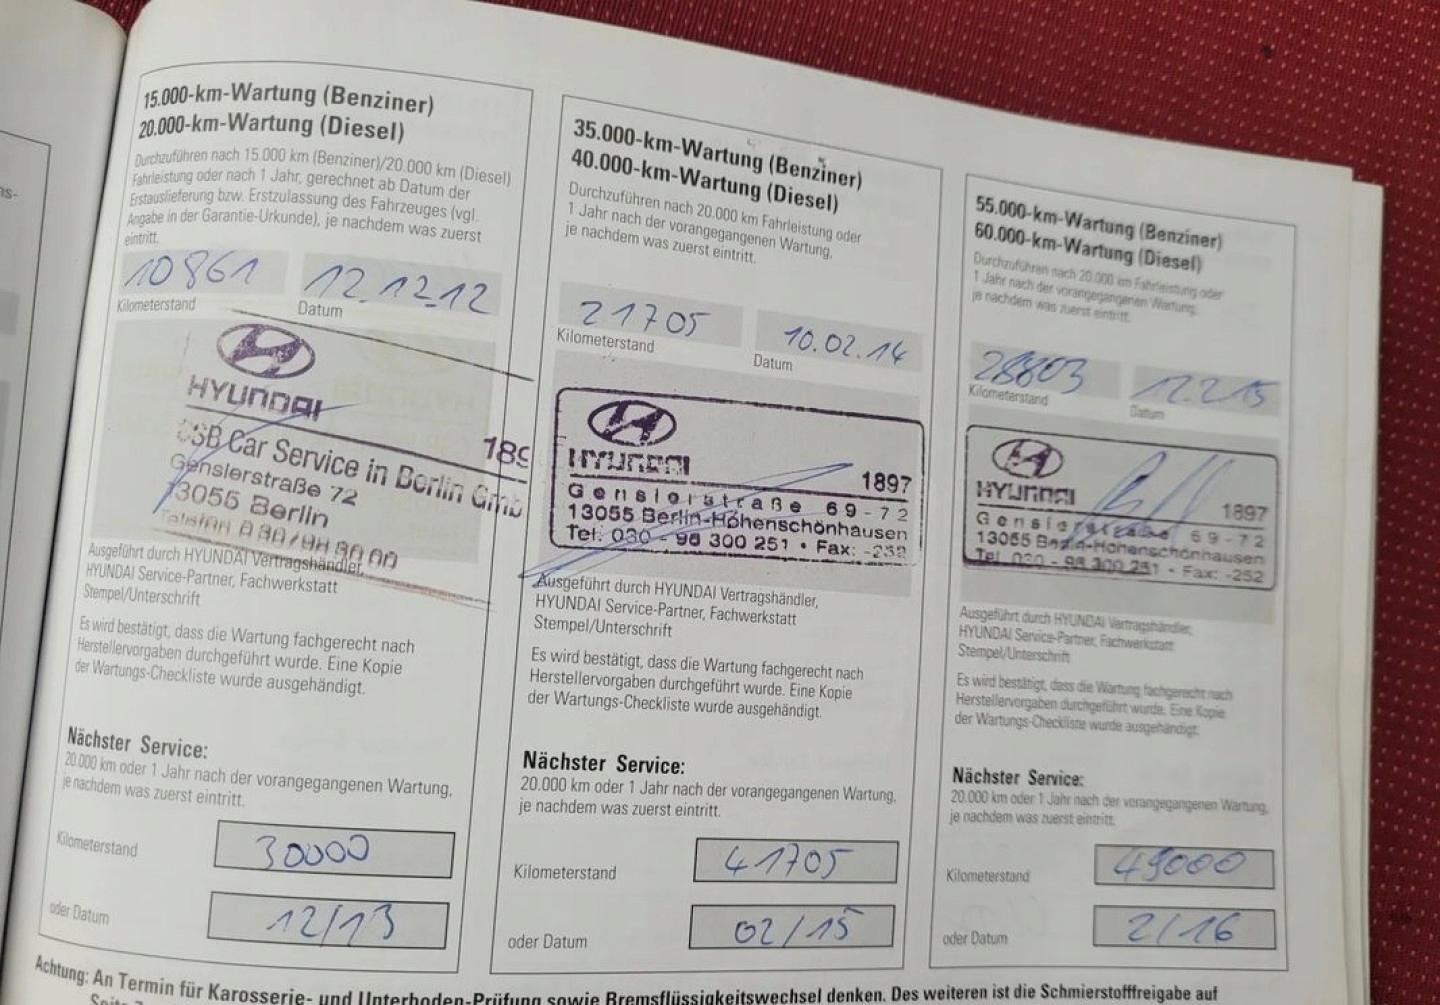 15.000-km-Wartung (Benziner)
20.000-km-Wartung (Diesel)
Durchzuführen nach 15.000 km (Benziner)/20.000 km (Diesel)
Fahrleistung oder nach 1 Jahr, gerechnet ab Datum der
Erstauslieferung bzw. Erstzulassung des Fahrzeuges (vgl.
Angabe in der Garantie-Urkunde), je nachdem was zuerst
eintritt.
10861 12.12.12
Kilometerstand Datum
HYUNDAI
CSB Car Service in Berlin Gmb
189
Genslerstraße 72
13055 Berlin
Ausgeführt durch HYUNDAI Vertragshändler,
HYUNDAI Service-Partner, Fachwerkstatt
Stempel/Unterschrift
Es wird bestätigt, dass die Wartung fachgerecht nach
Herstellervorgaben durchgeführt wurde. Eine Kopie
der Wartungs-Checkliste wurde ausgehändigt.
Nächster Service:
20.000 km oder 1 Jahr nach der vorangegangenen Wartung,
je nachdem was zuerst eintritt.
Kilometerstand 30000
oder Datum 12/13
35.000-km-Wartung (Benziner)
40.000-km-Wartung (Diesel)
Durchzuführen nach 20.000 km Fahrleistung oder
1 Jahr nach der vorangegangenen Wartung,
je nachdem was zuerst eintritt.
21705 10.02.14
Kilometerstand Datum
HYUNDAI 1897
Genslerstraße 69-72
13055 Berlin-Hohenschönhausen
Tel. 030 - 98 300 251 • Fax: -252
Ausgeführt durch HYUNDAI Vertragshändler,
HYUNDAI Service-Partner, Fachwerkstatt
Stempel/Unterschrift
Es wird bestätigt, dass die Wartung fachgerecht nach
Herstellervorgaben durchgeführt wurde. Eine Kopie
der Wartungs-Checkliste wurde ausgehändigt.
Nächster Service:
20.000 km oder 1 Jahr nach der vorangegangenen Wartung,
je nachdem was zuerst eintritt.
Kilometerstand 41705
oder Datum 02/15
55.000-km-Wartung (Benziner)
60.000-km-Wartung (Diesel)
Durchzuführen nach 20.000 km Fahrleistung oder
1 Jahr nach der vorangegangenen Wartung,
je nachdem was zuerst eintritt.
28803 12.2.15
Kilometerstand Datum
HYUNDAI 1897
Genslerstraße 69-72
13055 Berlin-Hohenschönhausen
Tel. 030 - 98 300 251 • Fax: -252
Ausgeführt durch HYUNDAI Vertragshändler,
HYUNDAI Service-Partner, Fachwerkstatt
Stempel/Unterschrift
Es wird bestätigt, dass die Wartung fachgerecht nach
Herstellervorgaben durchgeführt wurde. Eine Kopie
der Wartungs-Checkliste wurde ausgehändigt.
Nächster Service:
20.000 km oder 1 Jahr nach der vorangegangenen Wartung,
je nachdem was zuerst eintritt.
Kilometerstand 49000
oder Datum 2/16
Achtung: An Termin für Karosserie- und Unterboden-Prüfung sowie Bremsflüssigkeitswechsel denken. Des weiteren ist die Schmierstofffreigabe auf